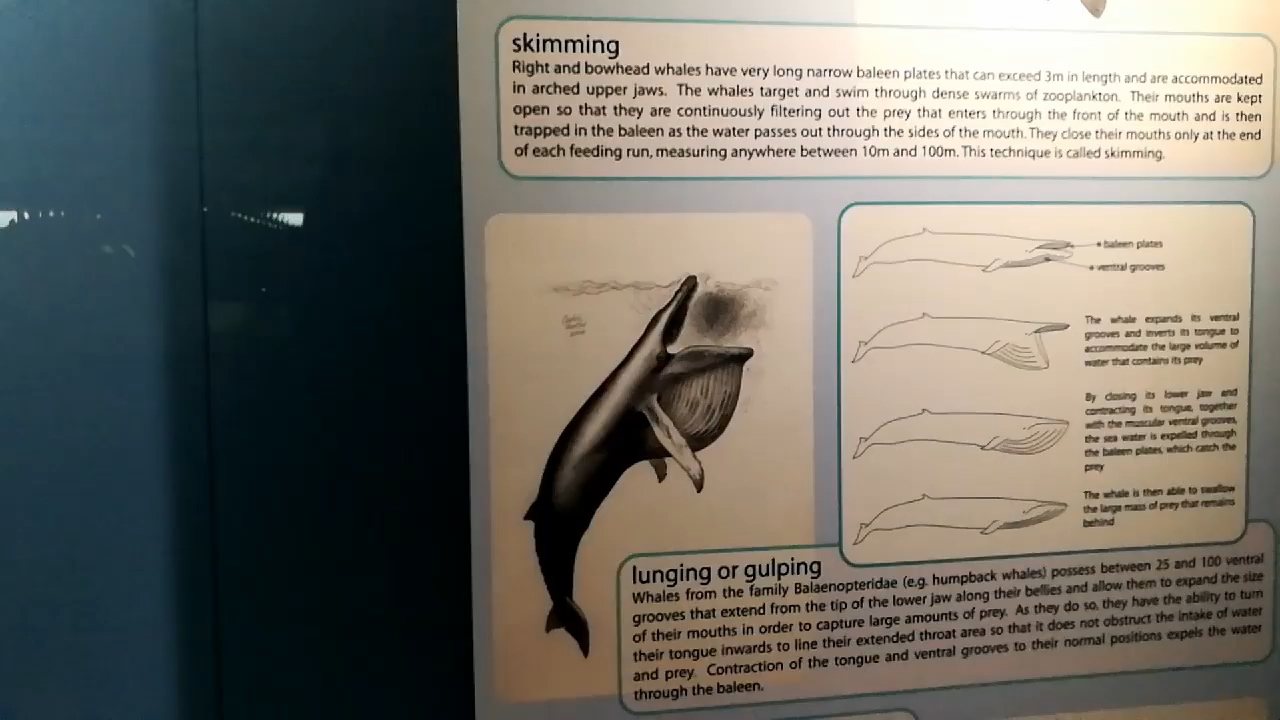 skimming
Right and bowhead whales have very long narrow baleen plates that can exceed 3m in length and are accommodated
in arched upper jaws. The whales target and swim through dense swarms of zooplankton. Their mouths are kept
open so that they are continuously filtering out the prey that enters through the front of the mouth and is then
trapped in the baleen as the water passes out through the sides of the mouth. They close their mouths only at the end
of each feeding run, measuring anywhere between 10m and 100m. This technique is called skimming.
baleen plates
ventral grooves
The whale expands its ventral
grooves and inverts its tongue to
accommodate the large volume of
water that contains its prey
By closing its lower jaw and
contracting its tongue, together
with the muscular ventral grooves,
the sea water is expelled through
the baleen plates, which catch the
prey
The whale is then able to swallow
the large mass of prey that remains
behind
lunging or gulping
Whales from the family Balaenopteridae (e.g. humpback whales) possess between 25 and 100 ventral
grooves that extend from the tip of the lower jaw along their bellies and allow them to expand the size
of their mouths in order to capture large amounts of prey. As they do so, they have the ability to turn
their tongue inwards to line their extended throat area so that it does not obstruct the intake of water
and prey. Contraction of the tongue and ventral grooves to their normal positions expels the water
through the baleen.